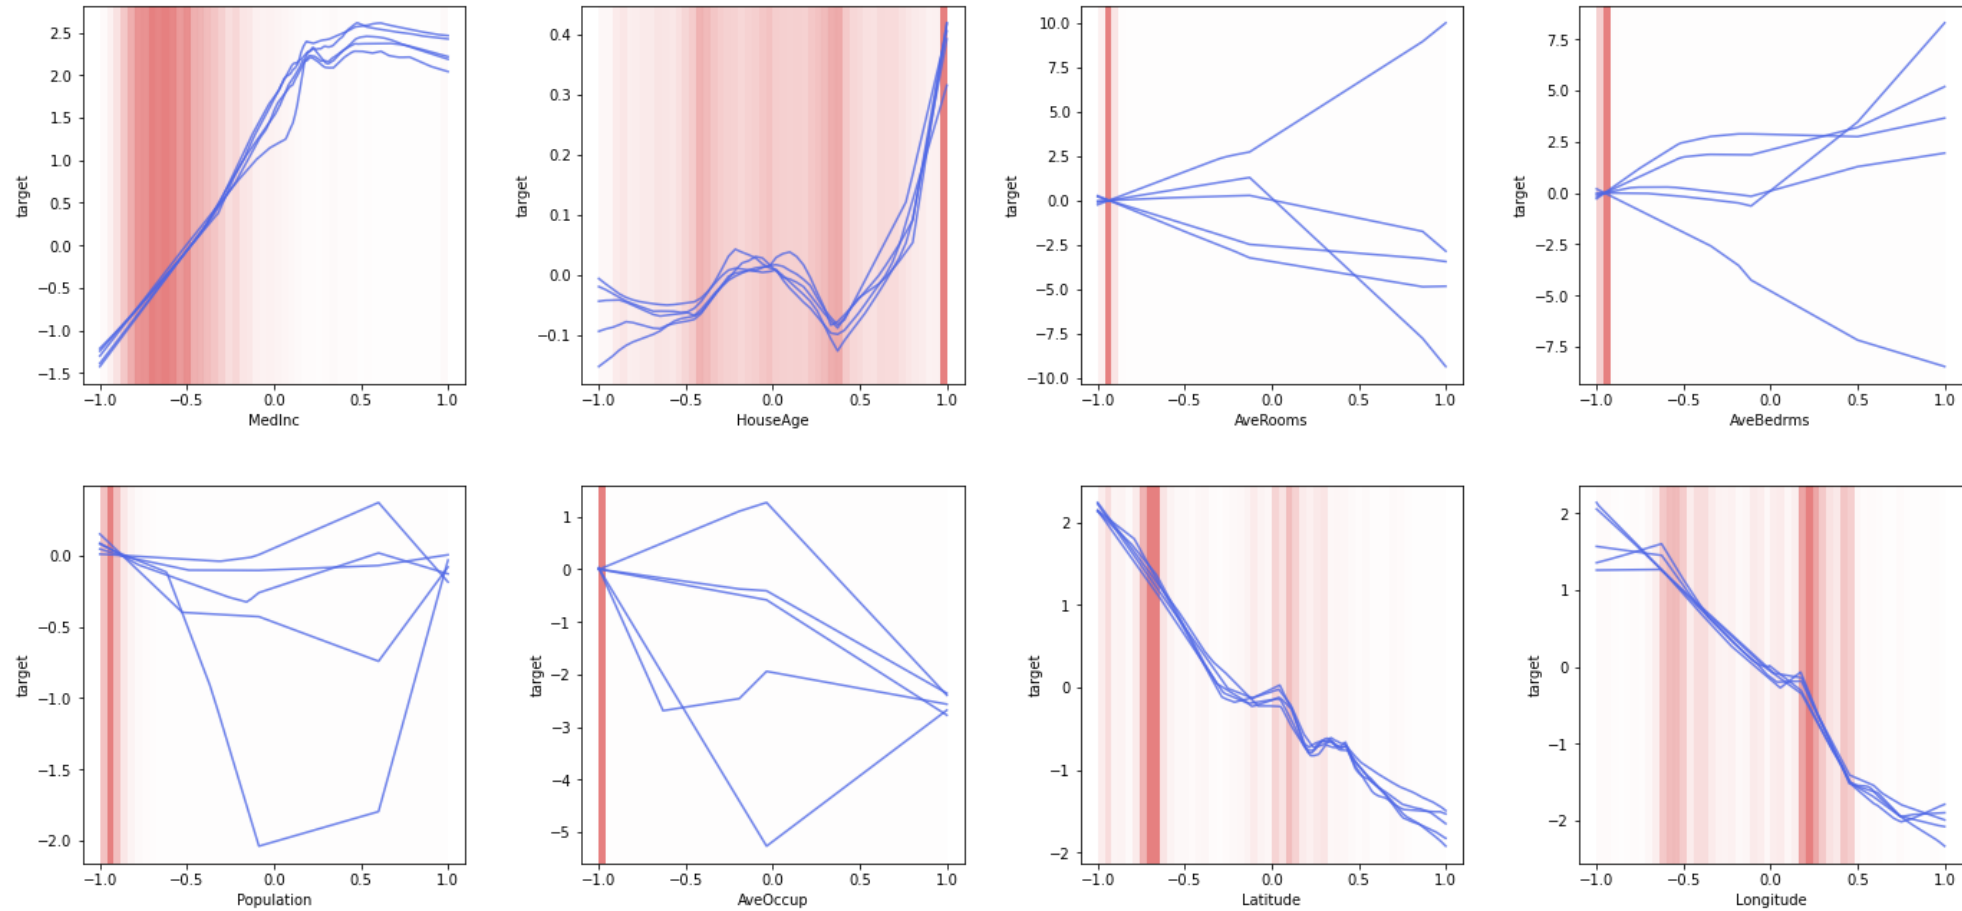 2.5
2.0
1.5
1.0
0.5
0.0
−0.5
−1.0
−1.5
target
−1.0 −0.5 0.0 0.5 1.0
MedInc
0.4
0.3
0.2
0.1
0.0
−0.1
target
−1.0 −0.5 0.0 0.5 1.0
HouseAge
10.0
7.5
5.0
2.5
0.0
−2.5
−5.0
−7.5
−10.0
target
−1.0 −0.5 0.0 0.5 1.0
AveRooms
7.5
5.0
2.5
0.0
−2.5
−5.0
−7.5
target
−1.0 −0.5 0.0 0.5 1.0
AveBedrms
0.0
−0.5
−1.0
−1.5
−2.0
target
−1.0 −0.5 0.0 0.5 1.0
Population
1
0
−1
−2
−3
−4
−5
target
−1.0 −0.5 0.0 0.5 1.0
AveOccup
2
1
0
−1
−2
target
−1.0 −0.5 0.0 0.5 1.0
Latitude
2
1
0
−1
−2
target
−1.0 −0.5 0.0 0.5 1.0
Longitude